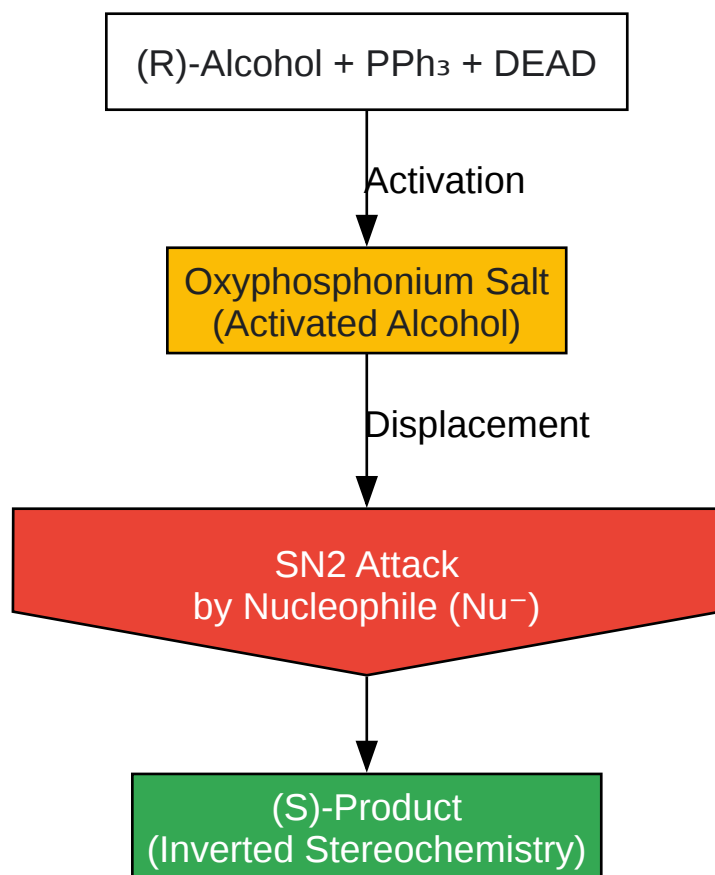 (R)-Alcohol + PPh₃ + DEAD
Activation
Oxyphosphonium Salt
(Activated Alcohol)
Displacement
SN2 Attack
by Nucleophile (Nu⁻)
(S)-Product
(Inverted Stereochemistry)